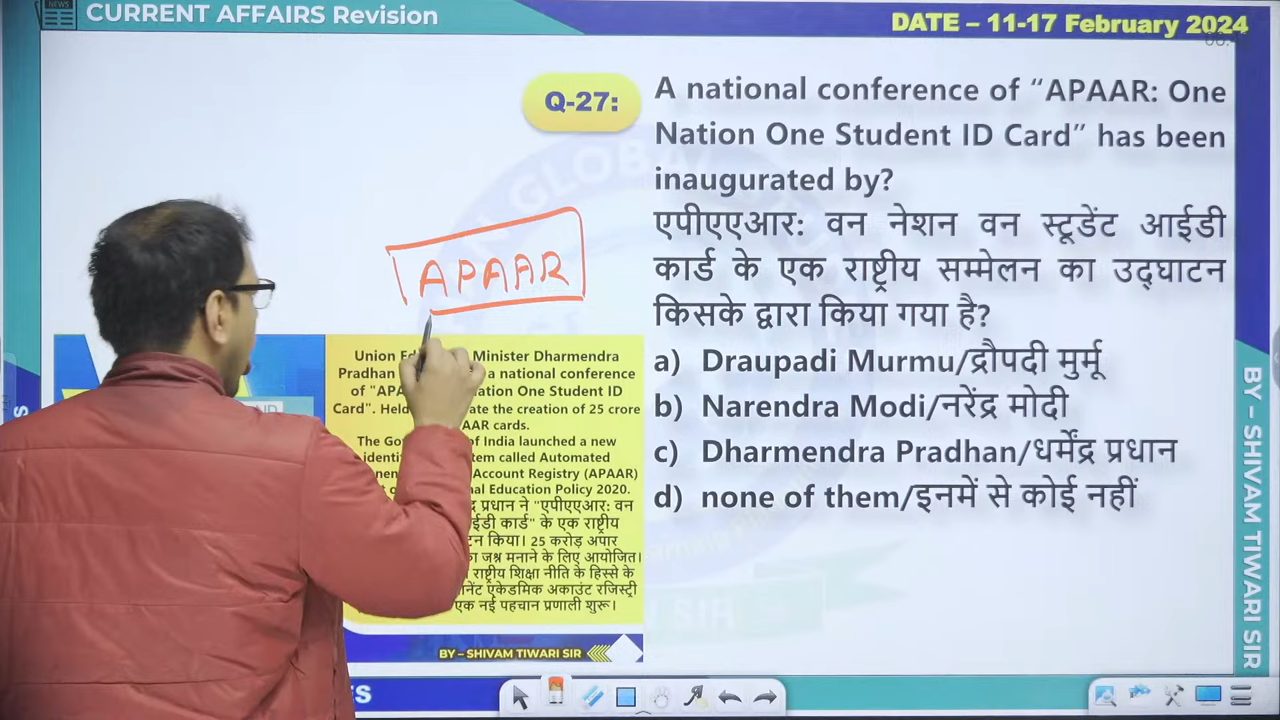 NEWS
CURRENT AFFAIRS Revision
DATE – 11-17 February 2024
Q-27:
A national conference of “APAAR: One
Nation One Student ID Card” has been
inaugurated by?
एपीएएआर: वन नेशन वन स्टूडेंट आईडी
कार्ड के एक राष्ट्रीय सम्मेलन का उद्घाटन
किसके द्वारा किया गया है?
a) Draupadi Murmu/द्रौपदी मुर्मू
b) Narendra Modi/नरेंद्र मोदी
c) Dharmendra Pradhan/धर्मेंद्र प्रधान
d) none of them/इनमें से कोई नहीं
APAAR
Union Minister Dharmendra
Pradhan a national conference
of "APA ation One Student ID
Card". Held ate the creation of 25 crore
AAR cards.
The Go of India launched a new
identif tem called Automated
Account Registry (APAAR)
al Education Policy 2020.
प्रधान ने "एपीएएआर: वन
ईडी कार्ड" के एक राष्ट्रीय
टन किया। 25 करोड़ अपार
का जश्न मनाने के लिए आयोजित।
राष्ट्रीय शिक्षा नीति के हिस्से के
एकेडमिक अकाउंट रजिस्ट्री
एक नई पहचान प्रणाली शुरू।
BY – SHIVAM TIWARI SIR
BY – SHIVAM TIWARI SIR